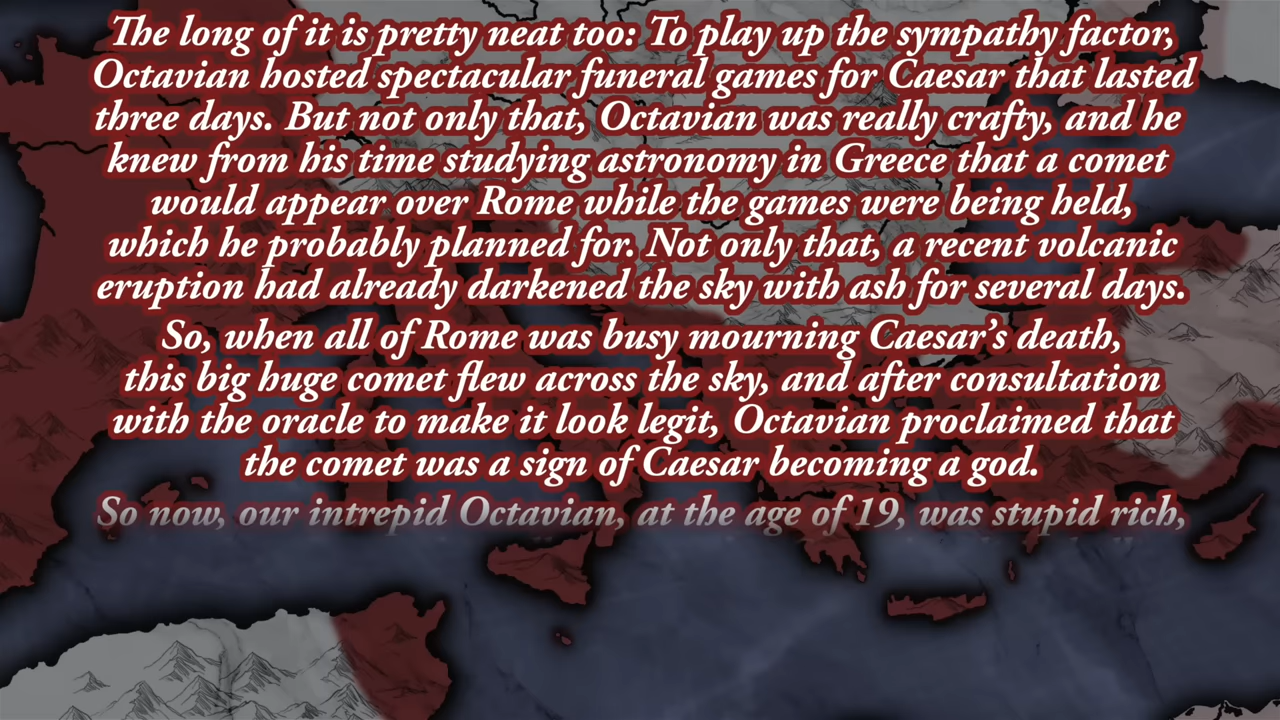 The long of it is pretty neat too: To play up the sympathy factor,
Octavian hosted spectacular funeral games for Caesar that lasted
three days. But not only that, Octavian was really crafty, and he
knew from his time studying astronomy in Greece that a comet
would appear over Rome while the games were being held,
which he probably planned for. Not only that, a recent volcanic
eruption had already darkened the sky with ash for several days.
So, when all of Rome was busy mourning Caesar’s death,
this big huge comet flew across the sky, and after consultation
with the oracle to make it look legit, Octavian proclaimed that
the comet was a sign of Caesar becoming a god.
So now, our intrepid Octavian, at the age of 19, was stupid rich,